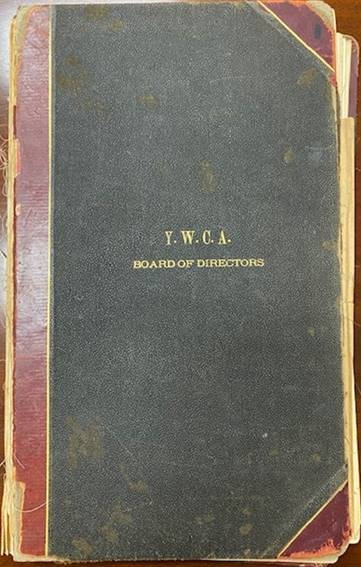 Y. W. C. A.
BOARD OF DIRECTORS